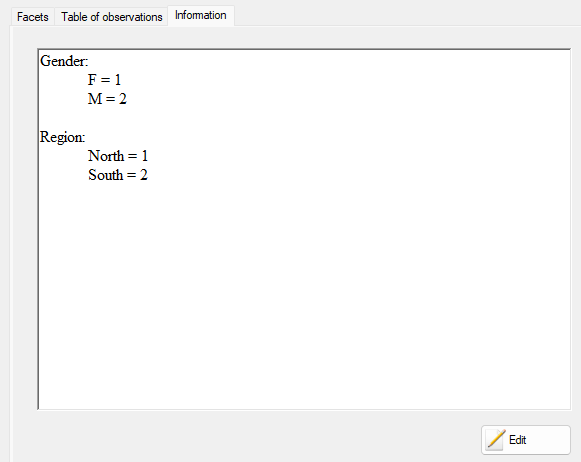 Facets Table of observations Information
Gender:
F = 1
M = 2
Region:
North = 1
South = 2
Edit